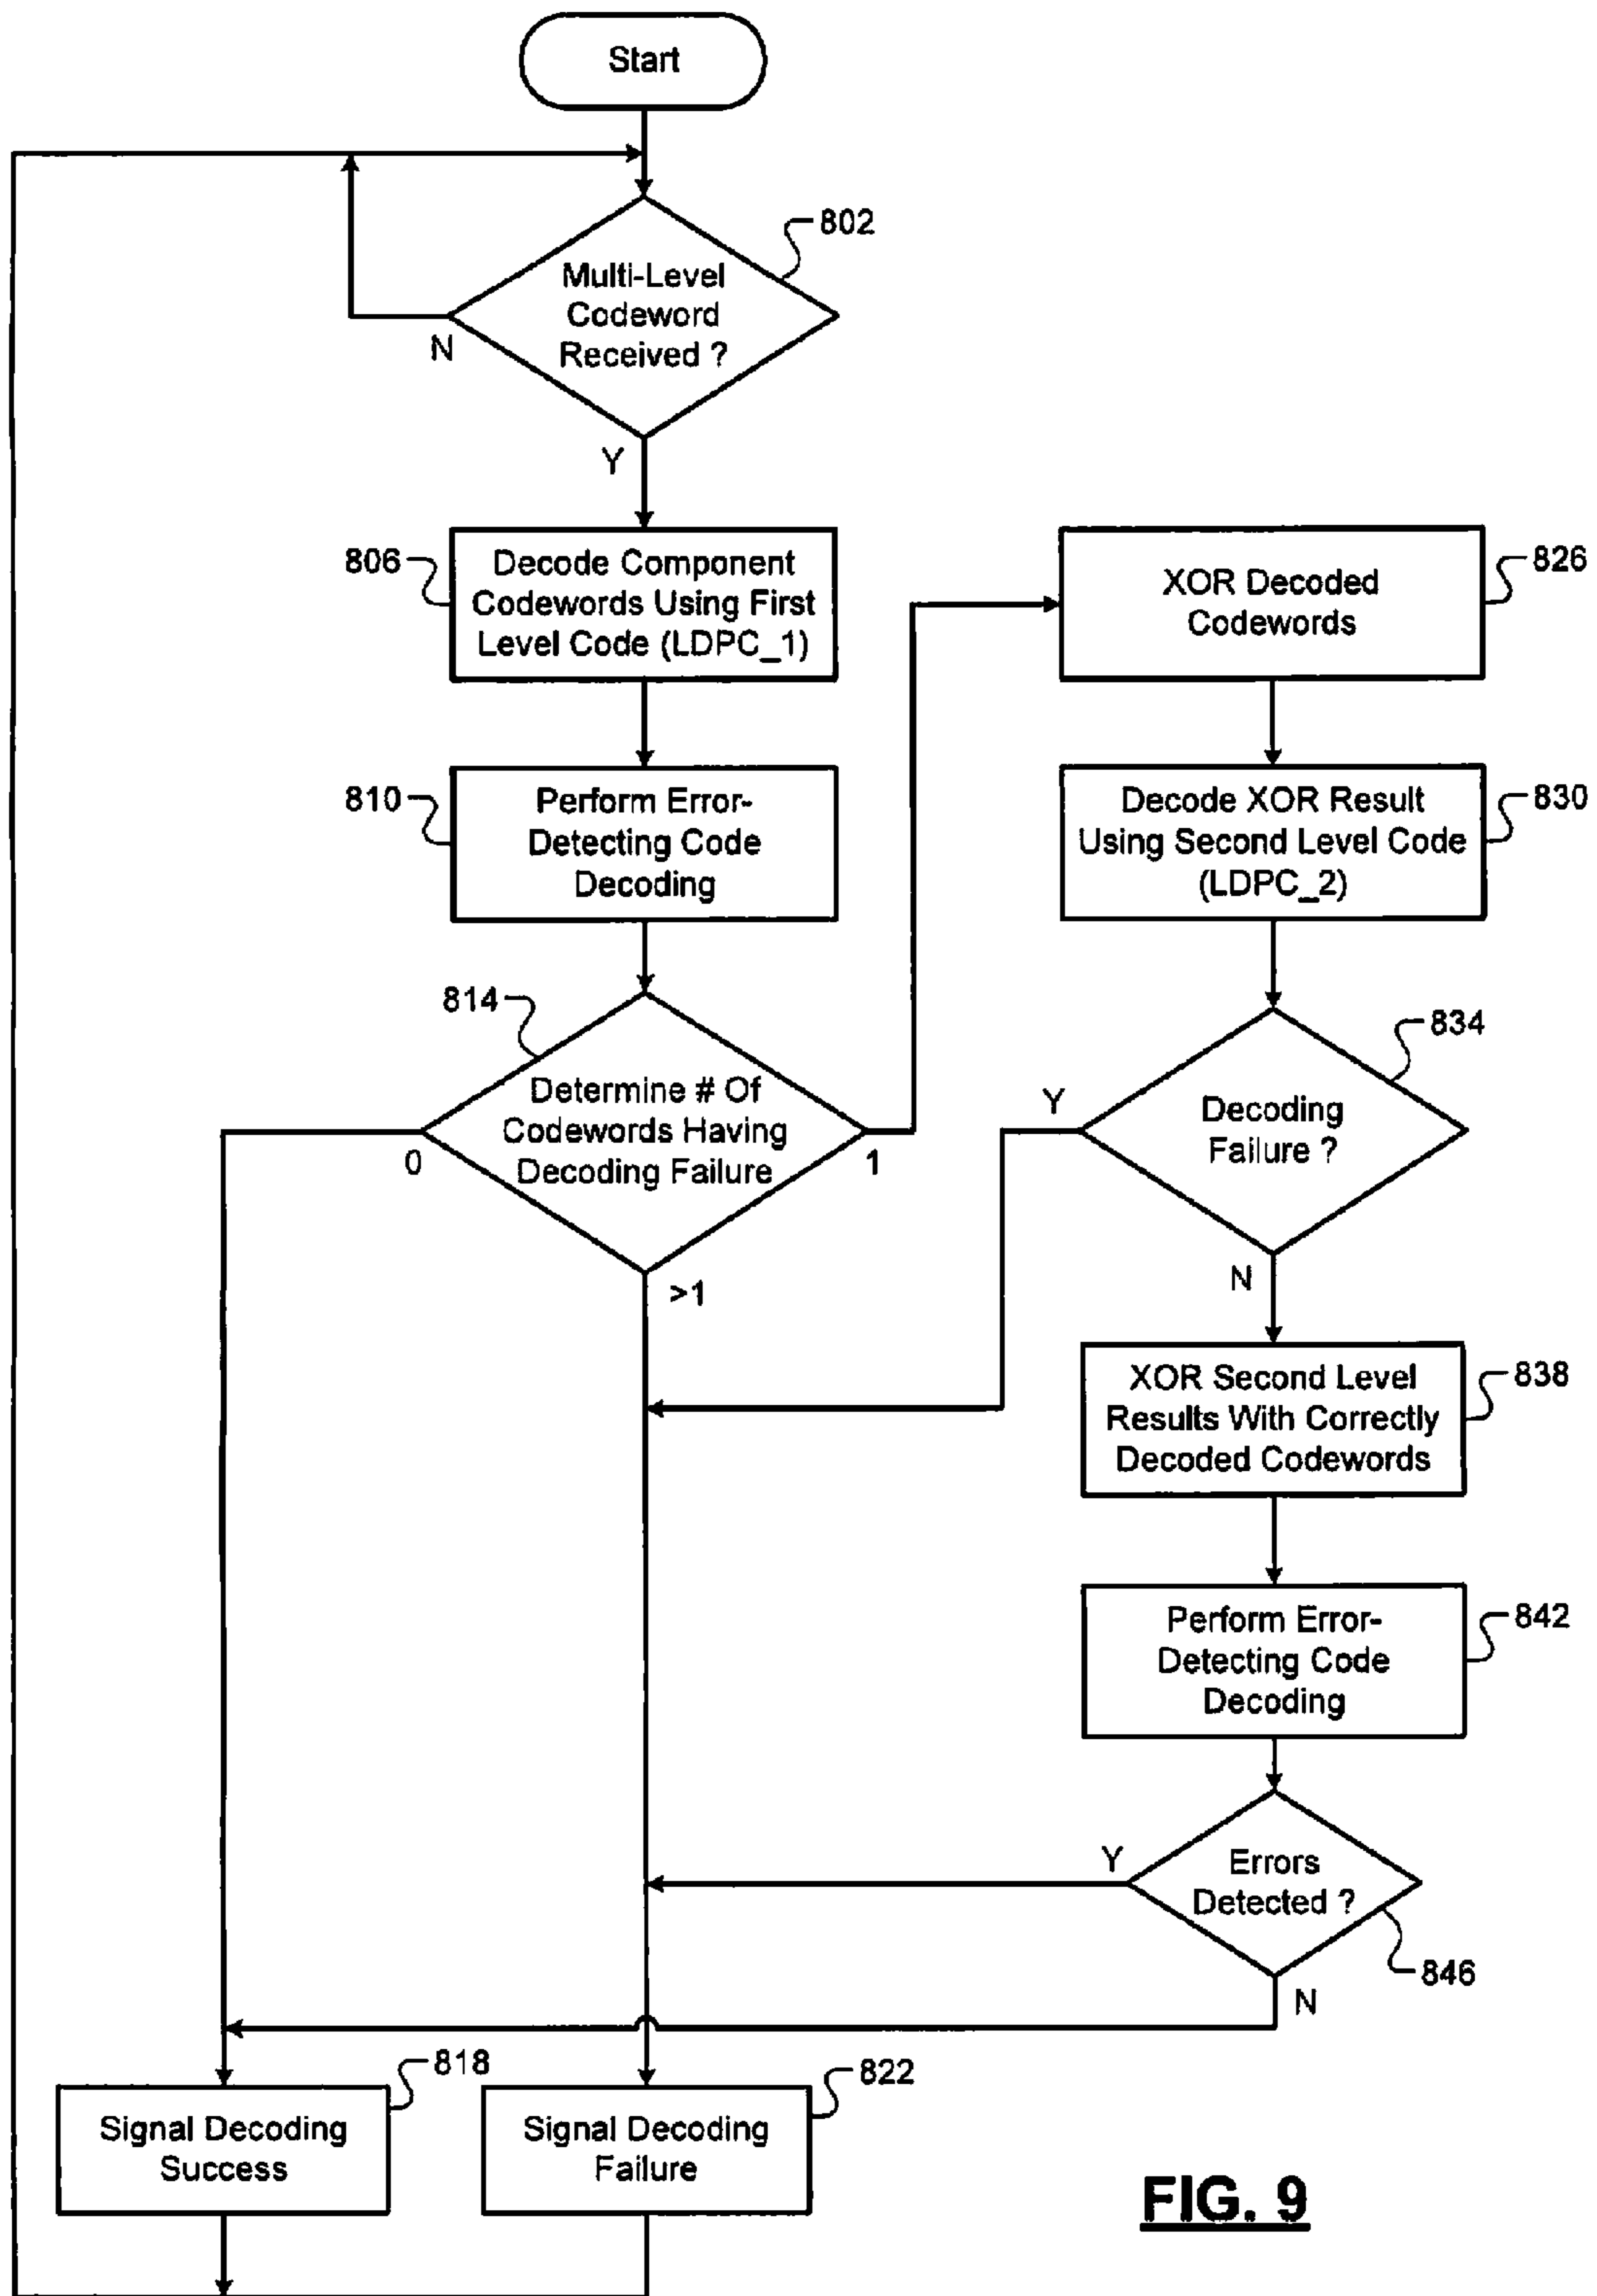 Start
802
Multi-Level
Codeword
Received ?
N
Y
806
Decode Component
Codewords Using First
Level Code (LDPC_1)
810
Perform Error-
Detecting Code
Decoding
814
Determine # Of
Codewords Having
Decoding Failure
0
1
>1
826
XOR Decoded
Codewords
830
Decode XOR Result
Using Second Level Code
(LDPC_2)
834
Decoding
Failure ?
Y
N
838
XOR Second Level
Results With Correctly
Decoded Codewords
842
Perform Error-
Detecting Code
Decoding
Errors
Detected ?
Y
846
N
818
Signal Decoding
Success
822
Signal Decoding
Failure
FIG. 9